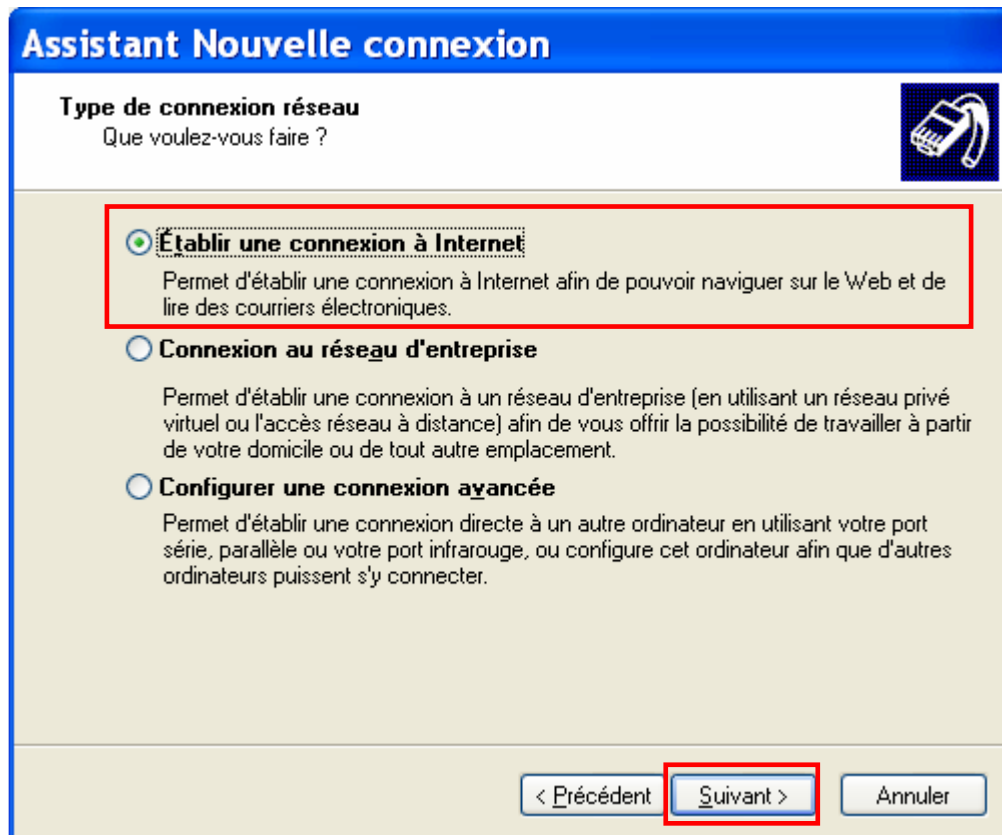 Assistant Nouvelle connexion
Type de connexion réseau
Que voulez-vous faire ?
Établir une connexion à Internet
Permet d'établir une connexion à Internet afin de pouvoir naviguer sur le Web et de
lire des courriers électroniques.
Connexion au réseau d'entreprise
Permet d'établir une connexion à un réseau d'entreprise (en utilisant un réseau privé
virtuel ou l'accès réseau à distance) afin de vous offrir la possibilité de travailler à partir
de votre domicile ou de tout autre emplacement.
Configurer une connexion avancée
Permet d'établir une connexion directe à un autre ordinateur en utilisant votre port
série, parallèle ou votre port infrarouge, ou configure cet ordinateur afin que d'autres
ordinateurs puissent s'y connecter.
< Précédent Suivant > Annuler